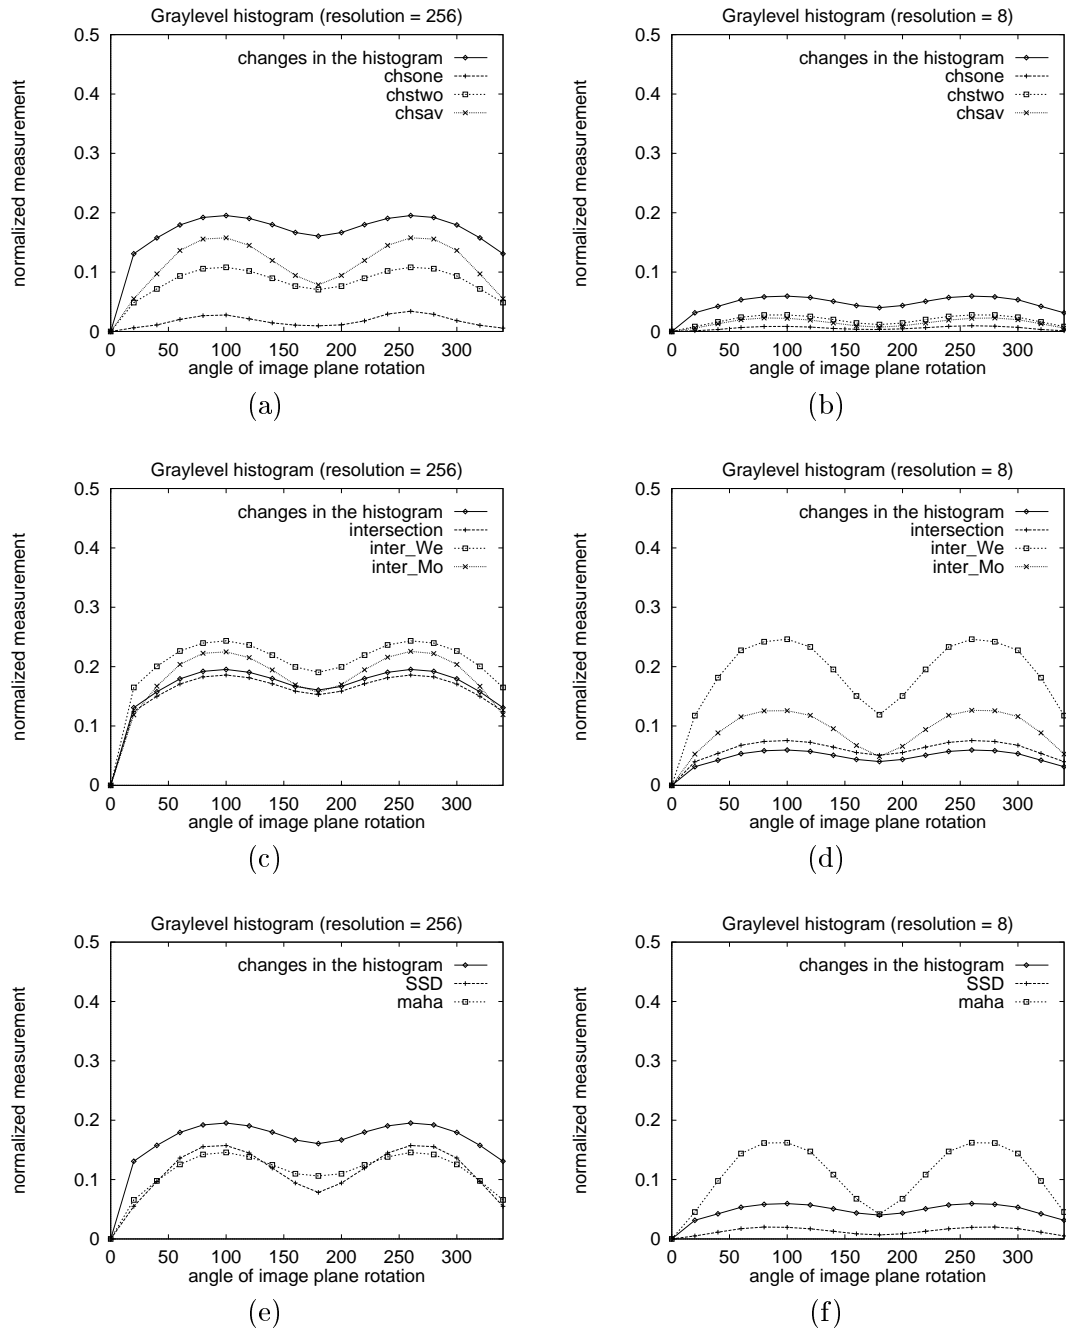 Graylevel histogram (resolution = 256)
0.5
0.4
0.3
0.2
0.1
0
normalized measurement
changes in the histogram
chsone
chstwo
chsav
0 50 100 150 200 250 300
angle of image plane rotation
(a)
Graylevel histogram (resolution = 8)
0.5
0.4
0.3
0.2
0.1
0
normalized measurement
changes in the histogram
chsone
chstwo
chsav
0 50 100 150 200 250 300
angle of image plane rotation
(b)
Graylevel histogram (resolution = 256)
0.5
0.4
0.3
0.2
0.1
0
normalized measurement
changes in the histogram
intersection
inter_We
inter_Mo
0 50 100 150 200 250 300
angle of image plane rotation
(c)
Graylevel histogram (resolution = 8)
0.5
0.4
0.3
0.2
0.1
0
normalized measurement
changes in the histogram
intersection
inter_We
inter_Mo
0 50 100 150 200 250 300
angle of image plane rotation
(d)
Graylevel histogram (resolution = 256)
0.5
0.4
0.3
0.2
0.1
0
normalized measurement
changes in the histogram
SSD
maha
0 50 100 150 200 250 300
angle of image plane rotation
(e)
Graylevel histogram (resolution = 8)
0.5
0.4
0.3
0.2
0.1
0
normalized measurement
changes in the histogram
SSD
maha
0 50 100 150 200 250 300
angle of image plane rotation
(f)